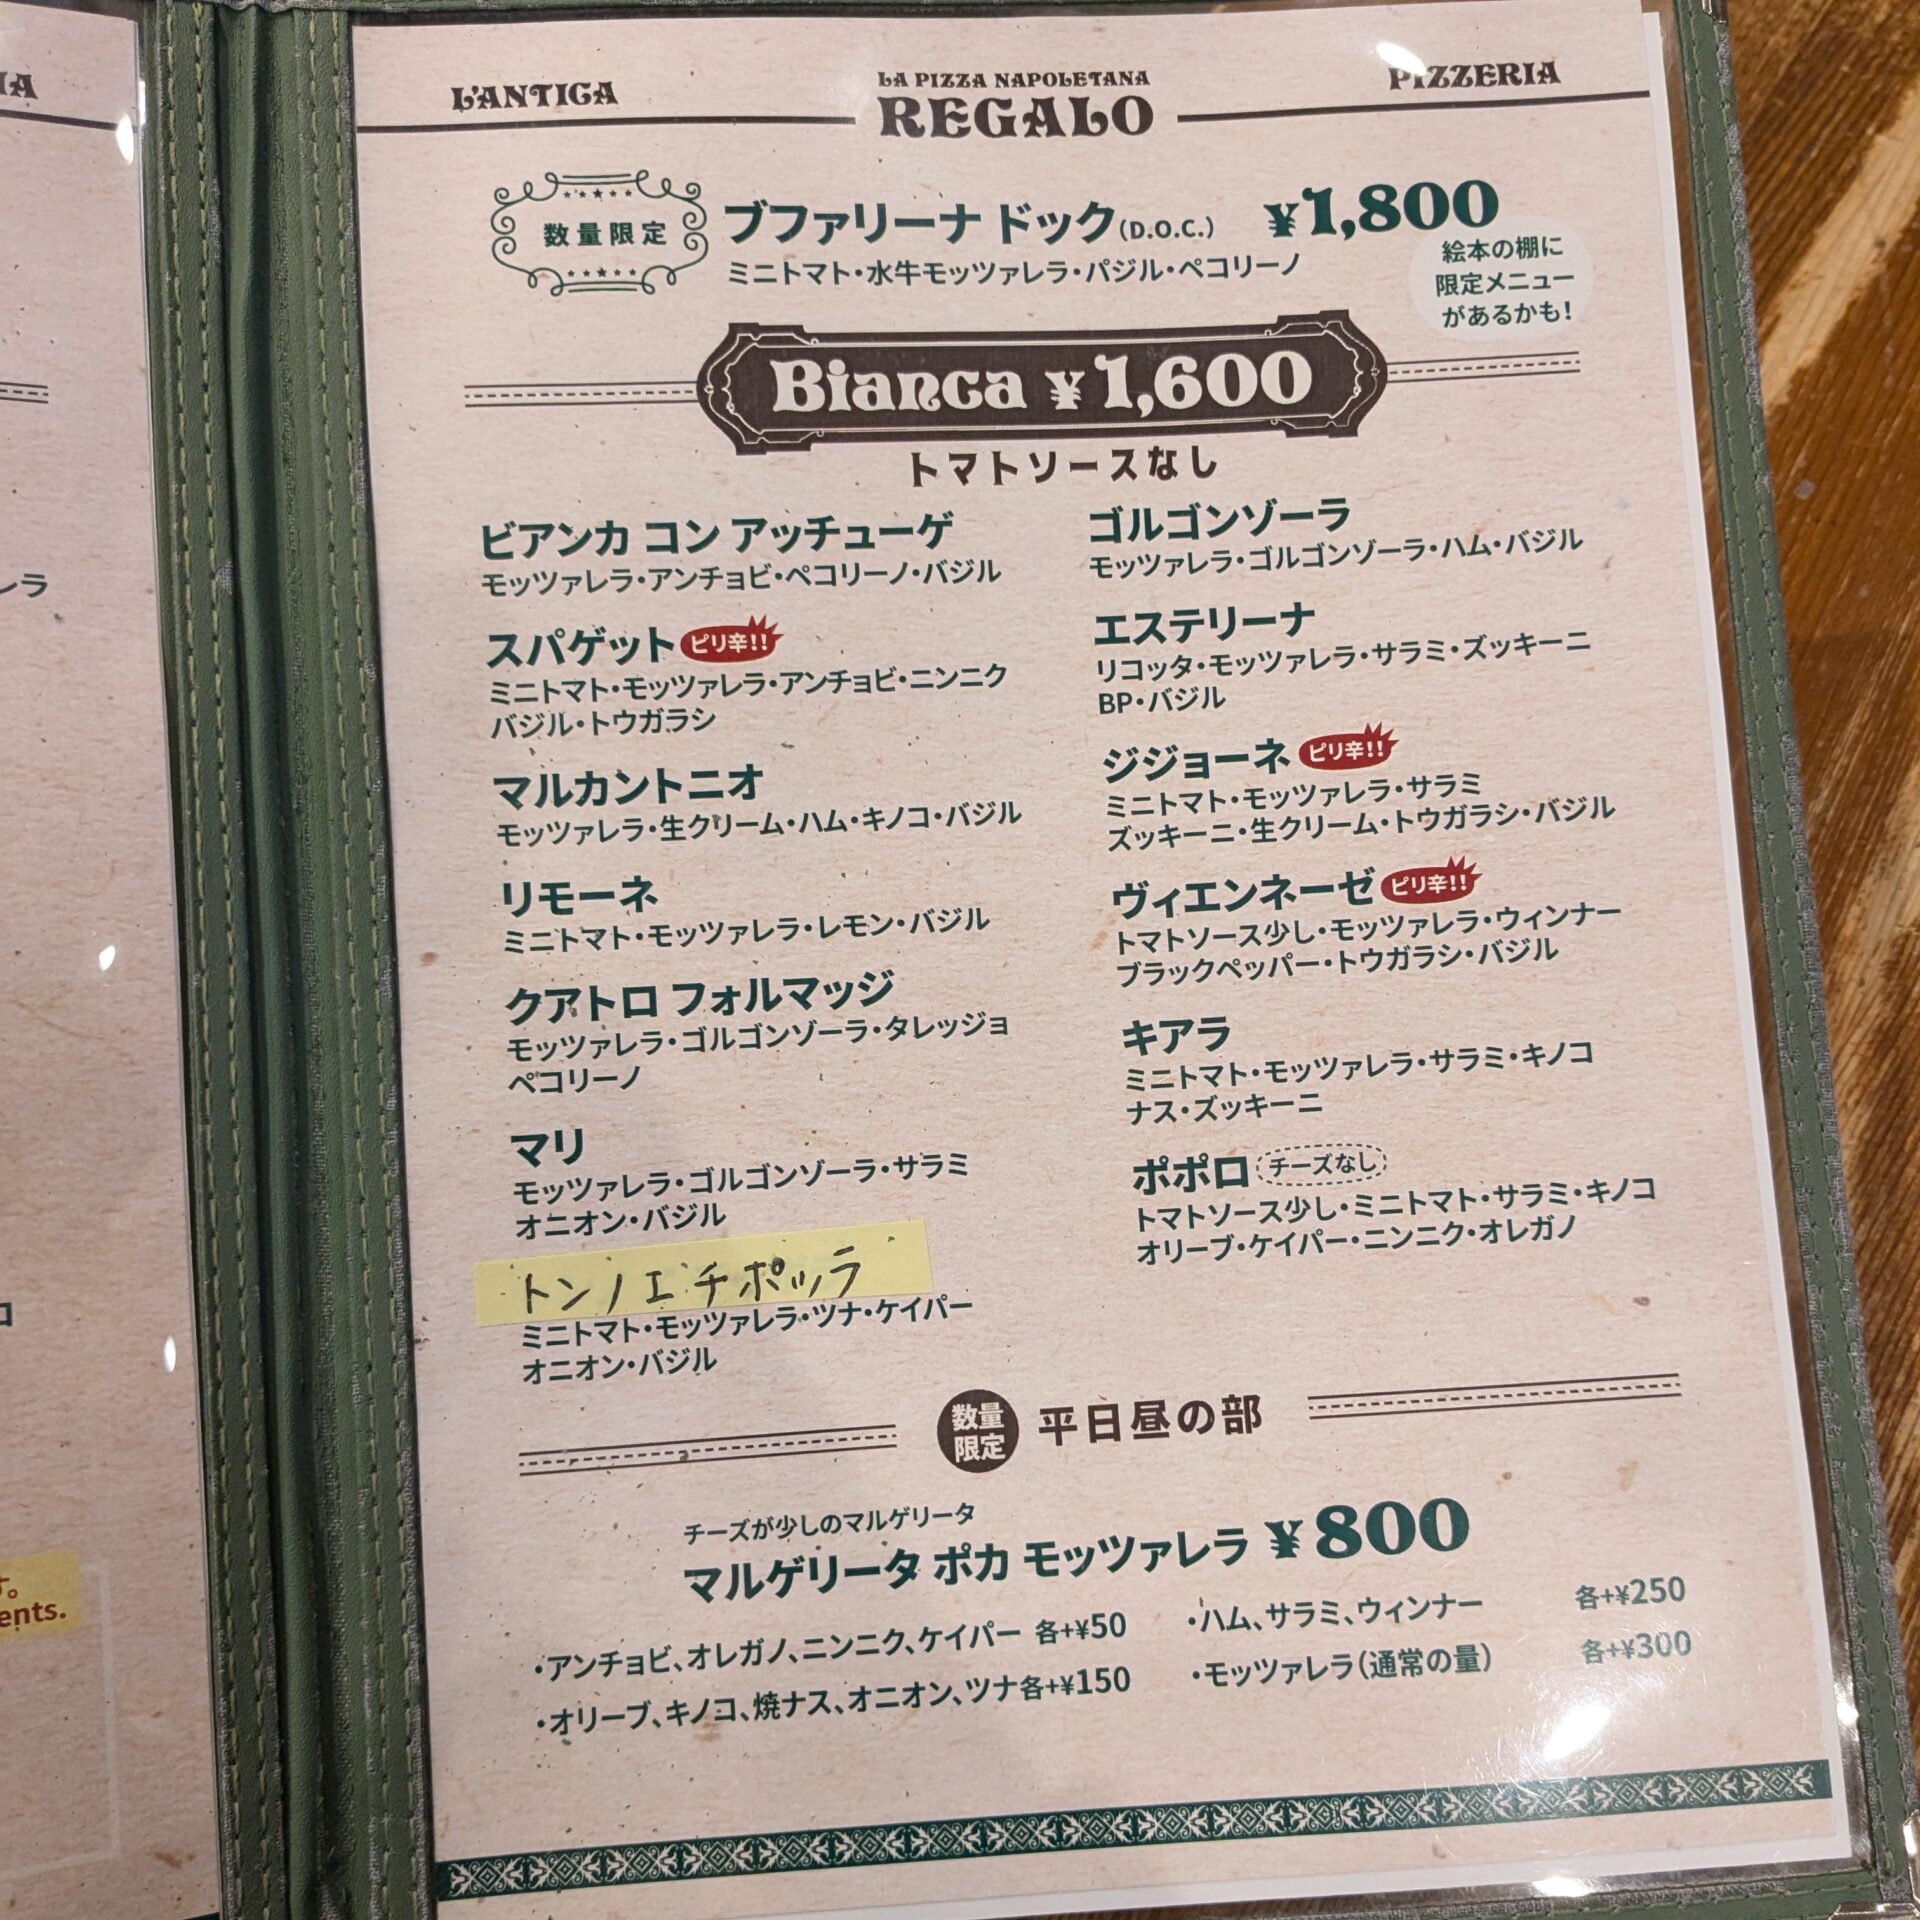 L'ANTICA
LA PIZZA NAPOLETANA
REGALO
PIZZERIA
数量限定
ブファリーナ ドック(D.O.C.) ¥1,800
ミニトマト・水牛モッツァレラ・バジル・ペコリーノ
絵本の棚に
限定メニュー
があるかも!
Bianca ¥1,600
トマトソースなし
ビアンカ コン アッチューゲ
モッツァレラ・アンチョビ・ペコリーノ・バジル
スパゲット ピリ辛!!
ミニトマト・モッツァレラ・アンチョビ・ニンニク
バジル・トウガラシ
マルカントニオ
モッツァレラ・生クリーム・ハム・キノコ・バジル
リモーネ
ミニトマト・モッツァレラ・レモン・バジル
クアトロ フォルマッジ
モッツァレラ・ゴルゴンゾーラ・タレッジョ
ペコリーノ
マリ
モッツァレラ・ゴルゴンゾーラ・サラミ
オニオン・バジル
トンノエチポッラ
ミニトマト・モッツァレラ・ツナ・ケイパー
オニオン・バジル
ゴルゴンゾーラ
モッツァレラ・ゴルゴンゾーラ・ハム・バジル
エステリーナ
リコッタ・モッツァレラ・サラミ・ズッキーニ
BP・バジル
ジジョーネ ピリ辛!!
ミニトマト・モッツァレラ・サラミ
ズッキーニ・生クリーム・トウガラシ・バジル
ヴィエンネーゼ ピリ辛!!
トマトソース少し・モッツァレラ・ウィンナー
ブラックペッパー・トウガラシ・バジル
キアラ
ミニトマト・モッツァレラ・サラミ・キノコ
ナス・ズッキーニ
ポポロ チーズなし
トマトソース少し・ミニトマト・サラミ・キノコ
オリーブ・ケイパー・ニンニク・オレガノ
数量
限定
平日昼の部
チーズが少しのマルゲリータ
マルゲリータ ポカ モッツァレラ ¥800
・アンチョビ、オレガノ、ニンニク、ケイパー 各+¥50
・オリーブ、キノコ、焼ナス、オニオン、ツナ各+¥150
・ハム、サラミ、ウィンナー 各+¥250
・モッツァレラ(通常の量) 各+¥300